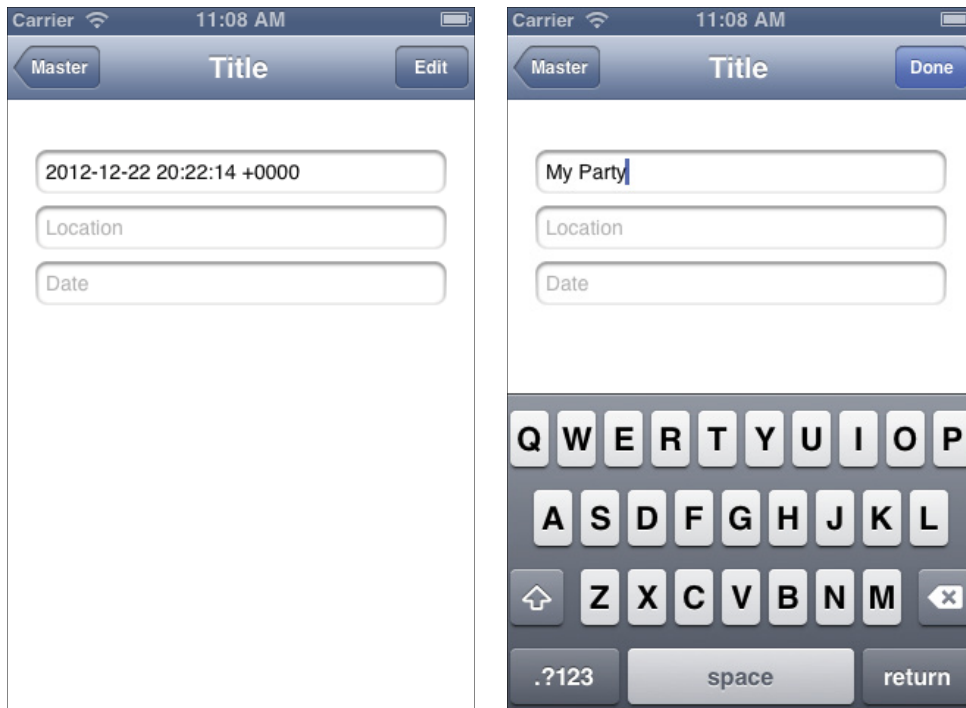 Carrier 11:08 AM
Master Title Edit
2012-12-22 20:22:14 +0000
Location
Date
Carrier 11:08 AM
Master Title Done
My Party
Location
Date
Q W E R T Y U I O P
A S D F G H J K L
Z X C V B N M
.?123 space return